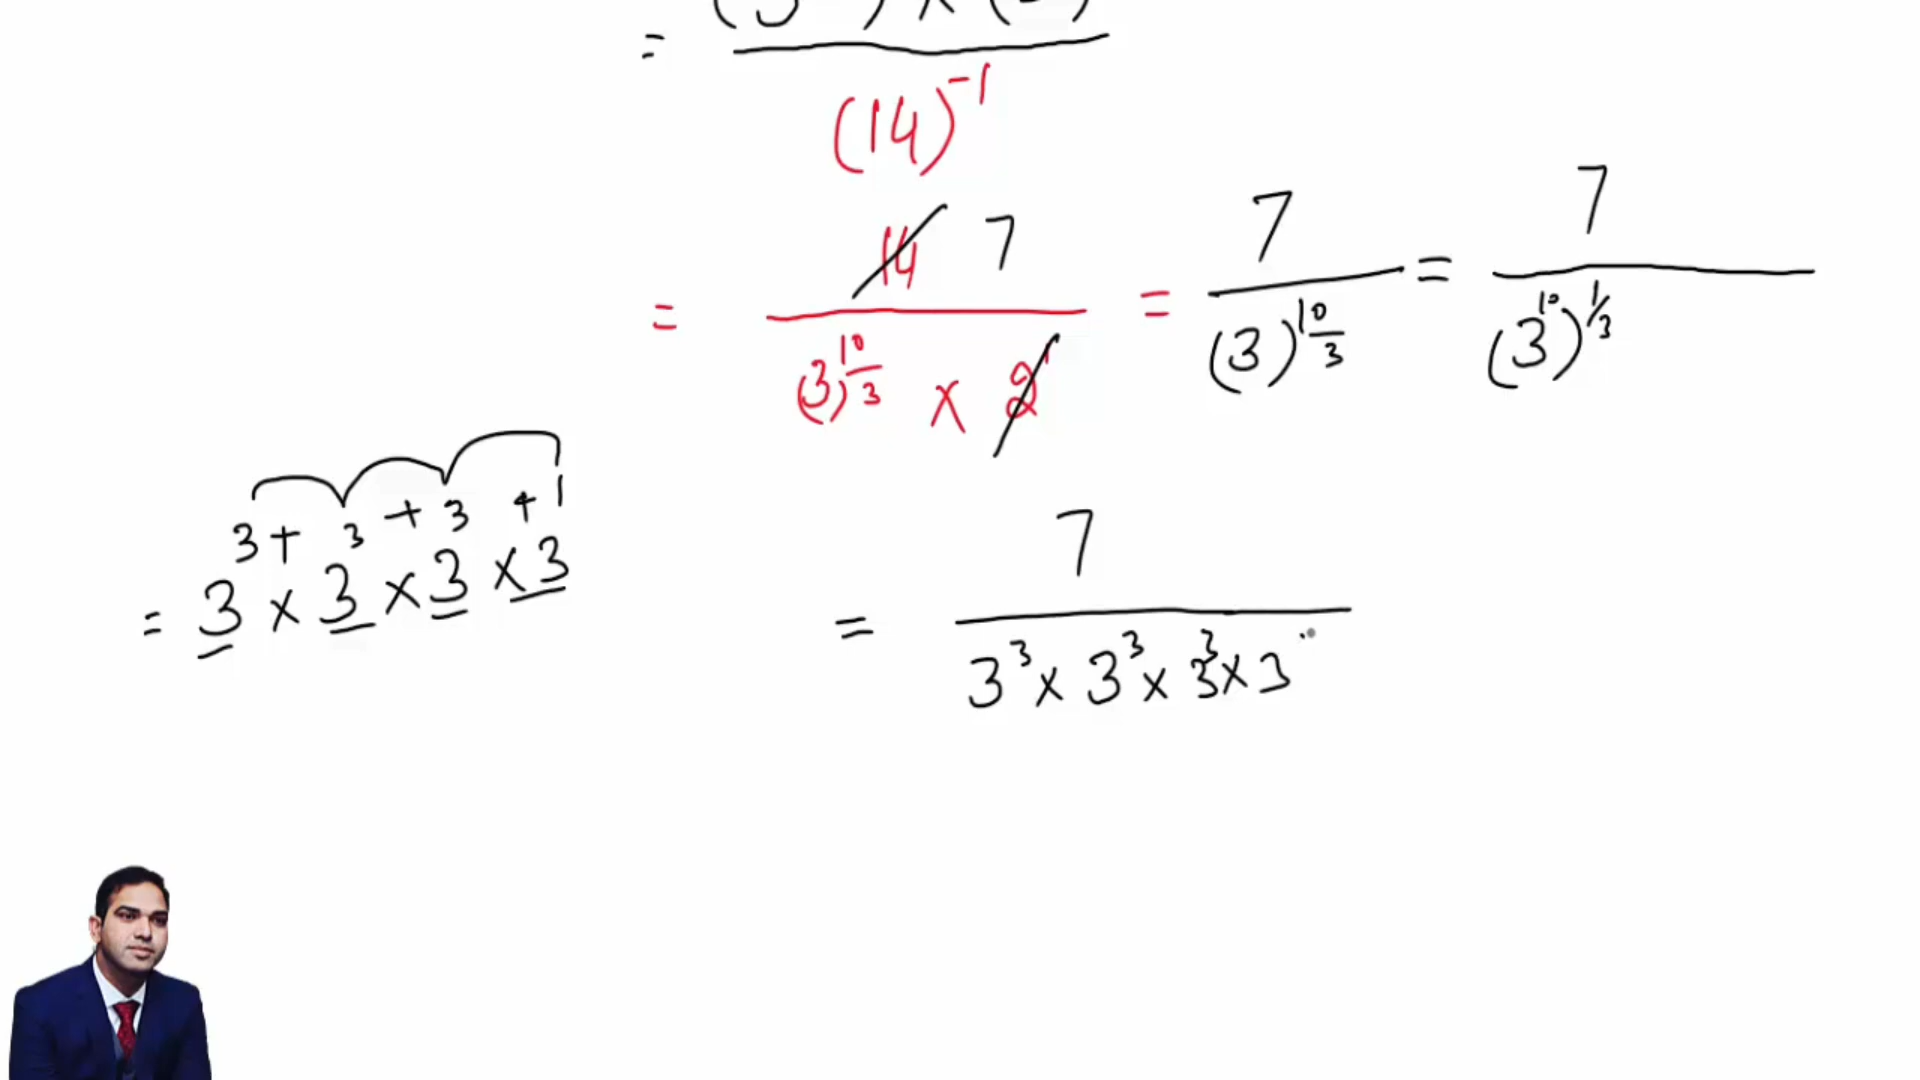 =
(14)^-1
= 14 7 / (3)^10/3 × 2 = 7 / (3)^10/3 = 7 / (3^10)^1/3
= 3^3+ × 3^3 + × 3^3 + × 3^1
= 7 / 3^3 × 3^3 × 3^3 × 3